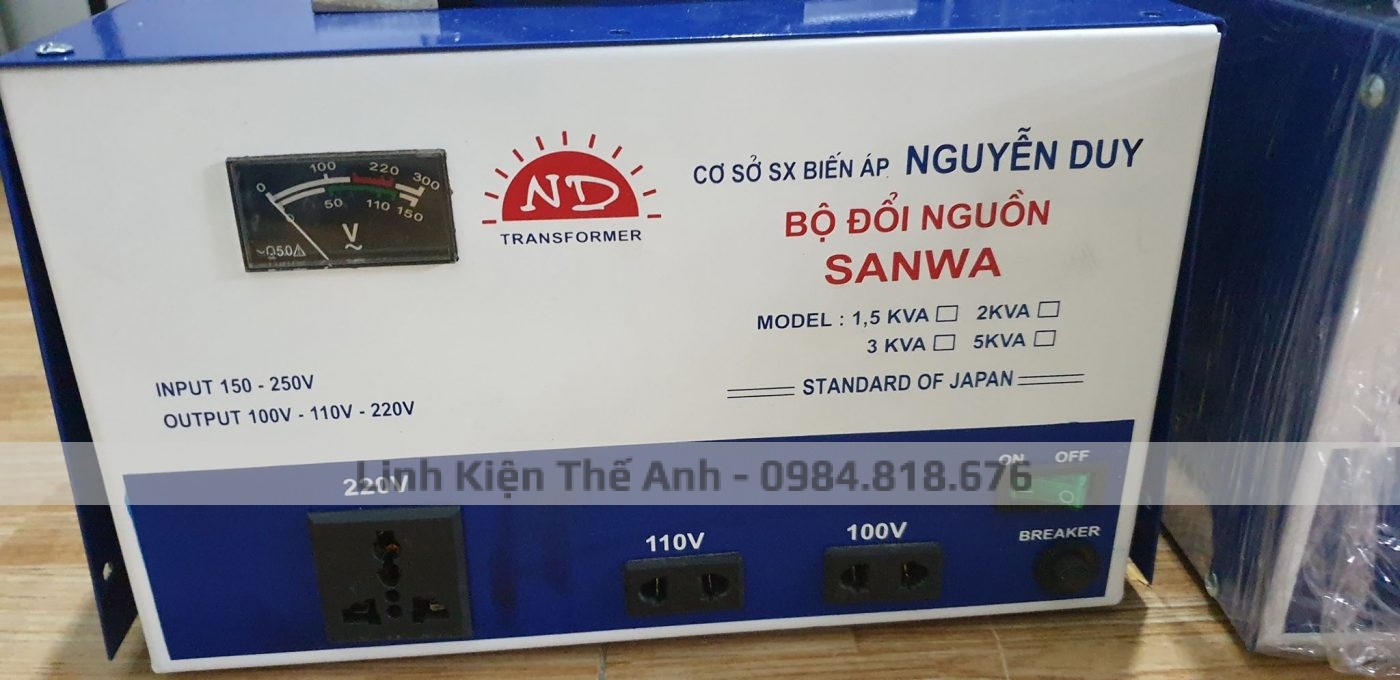 0 100 220 300
0 50 110 150
V
~
ND
TRANSFORMER
CƠ SỞ SX BIẾN ÁP NGUYỄN DUY
BỘ ĐỔI NGUỒN
SANWA
MODEL : 1,5 KVA □ 2KVA □
3 KVA □ 5KVA □
STANDARD OF JAPAN
INPUT 150 - 250V
OUTPUT 100V - 110V - 220V
Linh Kiện Thế Anh - 0984.818.676
ON OFF
220V
110V
100V
BREAKER